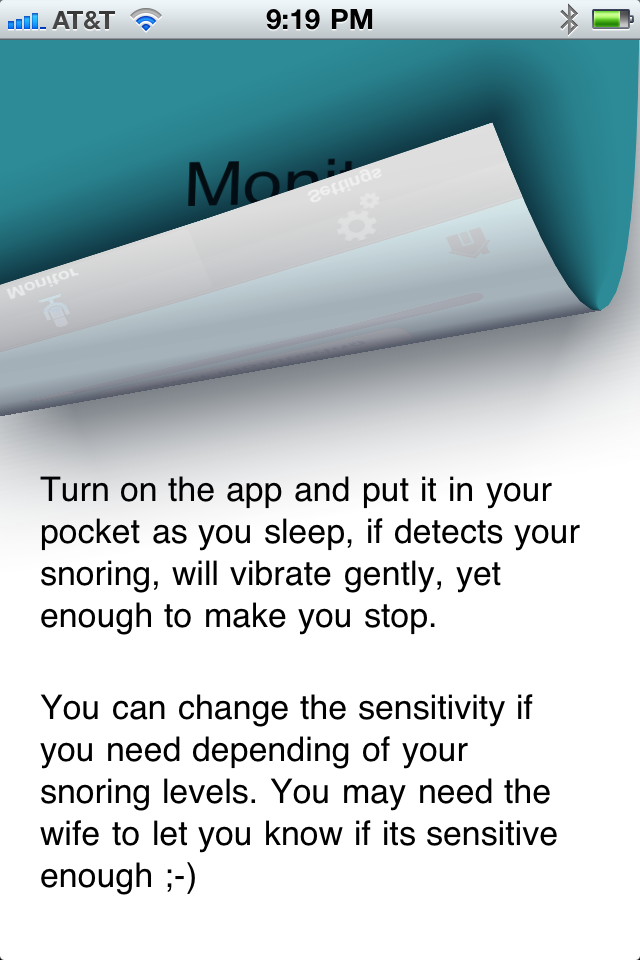 AT&T 9:19 PM
Moni
Settings
Monitor
Turn on the app and put it in your
pocket as you sleep, if detects your
snoring, will vibrate gently, yet
enough to make you stop.
You can change the sensitivity if
you need depending of your
snoring levels. You may need the
wife to let you know if its sensitive
enough ;-)